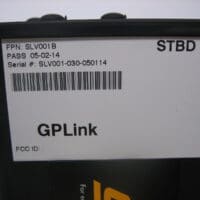 FPN: SLV001B
STBD
PASS 05-02-14
Serial #: SLV001-030-050114
GPLink
FCC ID: